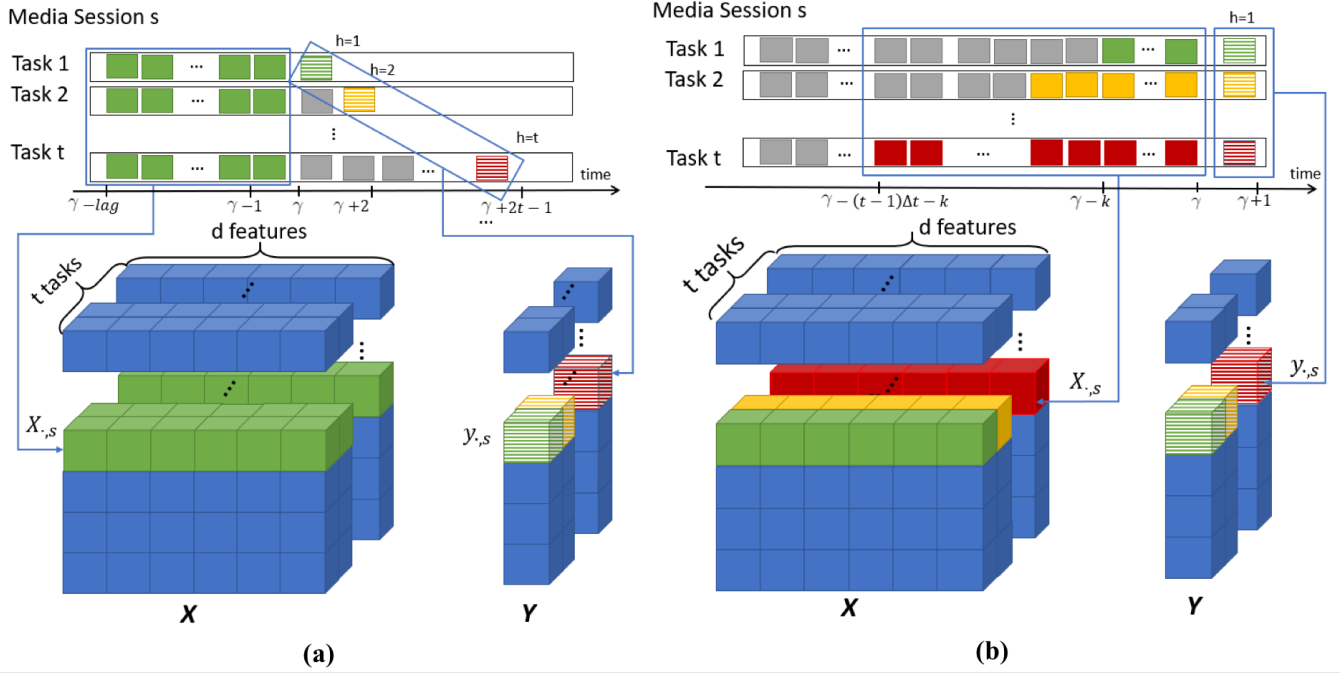 Media Session s
h=1
Task 1
h=2
Task 2
...
h=t
Task t
time
γ−lag
γ−1
γ
γ+2
γ+2t−1
...
d features
t tasks
X.,s
y.,s
X
Y
(a)
Media Session s
h=1
Task 1
Task 2
...
Task t
time
γ−(t−1)Δt−k
γ−k
γ
γ+1
d features
t tasks
X.,s
y.,s
X
Y
(b)